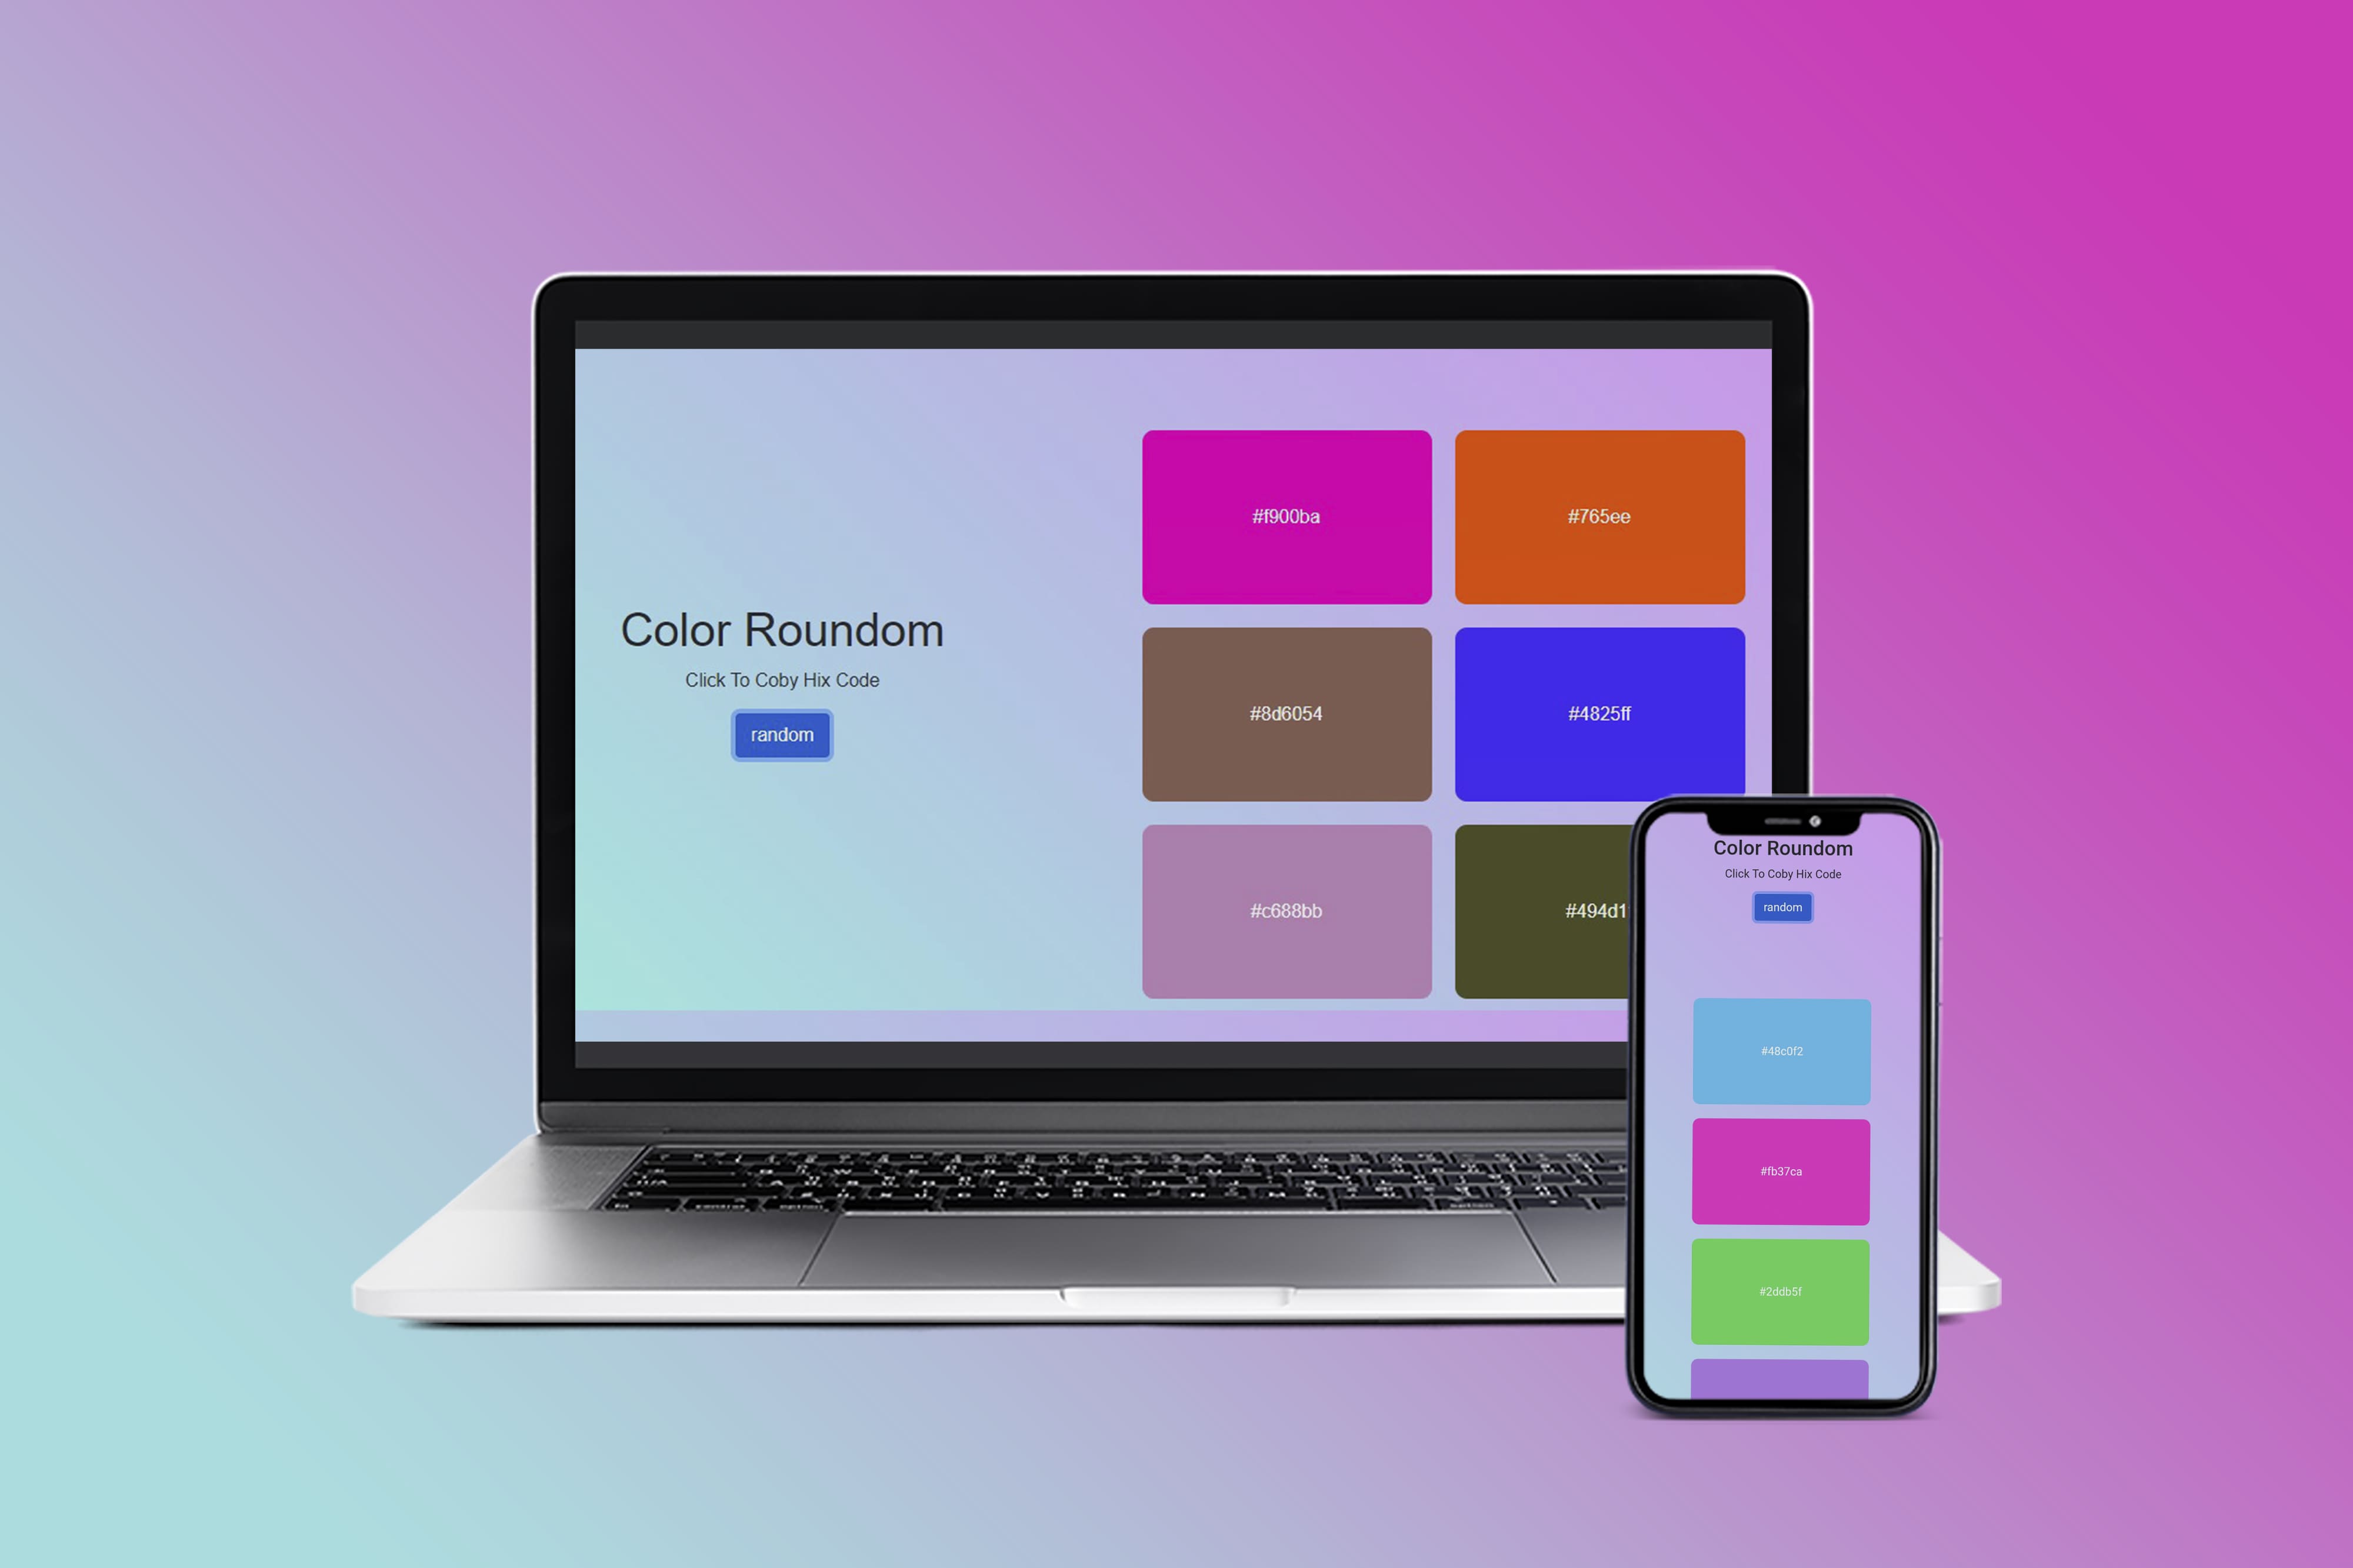 Color Roundom
Click To Coby Hix Code
random
#f900ba
#765ee
#8d6054
#4825ff
#c688bb
#494d1
Color Roundom
Click To Coby Hix Code
random
#48c0f2
#fb37ca
#2ddb5f